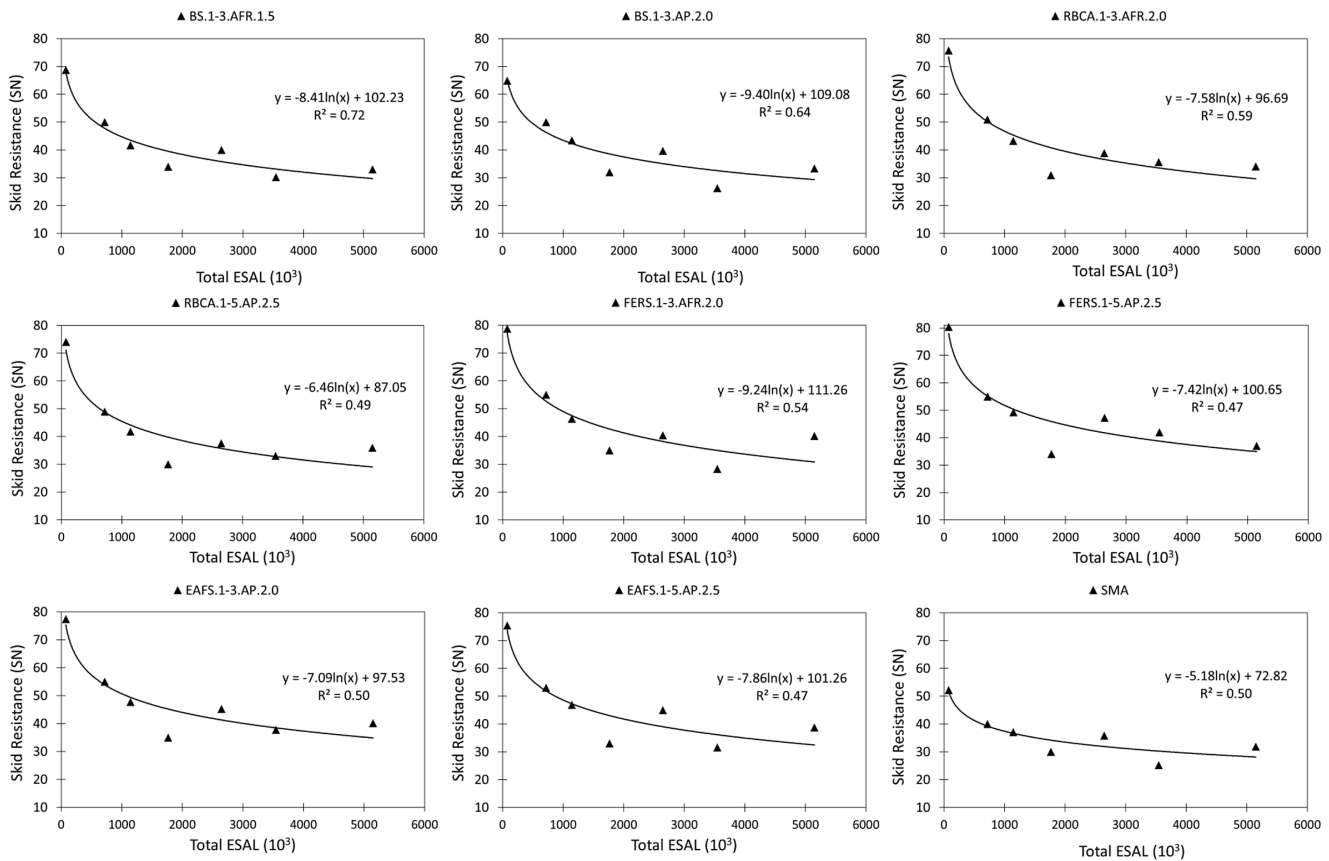 ▲ BS.1-3.AFR.1.5
Skid Resistance (SN)
80
70
60
50
40
30
20
10
y = -8.41ln(x) + 102.23
R² = 0.72
0 1000 2000 3000 4000 5000 6000
Total ESAL (10³)
▲ BS.1-3.AP.2.0
Skid Resistance (SN)
80
70
60
50
40
30
20
10
y = -9.40ln(x) + 109.08
R² = 0.64
0 1000 2000 3000 4000 5000 6000
Total ESAL (10³)
▲ RBCA.1-3.AFR.2.0
Skid Resistance (SN)
80
70
60
50
40
30
20
10
y = -7.58ln(x) + 96.69
R² = 0.59
0 1000 2000 3000 4000 5000 6000
Total ESAL (10³)
▲ RBCA.1-5.AP.2.5
Skid Resistance (SN)
80
70
60
50
40
30
20
10
y = -6.46ln(x) + 87.05
R² = 0.49
0 1000 2000 3000 4000 5000 6000
Total ESAL (10³)
▲ FERS.1-3.AFR.2.0
Skid Resistance (SN)
80
70
60
50
40
30
20
10
y = -9.24ln(x) + 111.26
R² = 0.54
0 1000 2000 3000 4000 5000 6000
Total ESAL (10³)
▲ FERS.1-5.AP.2.5
Skid Resistance (SN)
80
70
60
50
40
30
20
10
y = -7.42ln(x) + 100.65
R² = 0.47
0 1000 2000 3000 4000 5000 6000
Total ESAL (10³)
▲ EAFS.1-3.AP.2.0
Skid Resistance (SN)
80
70
60
50
40
30
20
10
y = -7.09ln(x) + 97.53
R² = 0.50
0 1000 2000 3000 4000 5000 6000
Total ESAL (10³)
▲ EAFS.1-5.AP.2.5
Skid Resistance (SN)
80
70
60
50
40
30
20
10
y = -7.86ln(x) + 101.26
R² = 0.47
0 1000 2000 3000 4000 5000 6000
Total ESAL (10³)
▲ SMA
Skid Resistance (SN)
80
70
60
50
40
30
20
10
y = -5.18ln(x) + 72.82
R² = 0.50
0 1000 2000 3000 4000 5000 6000
Total ESAL (10³)